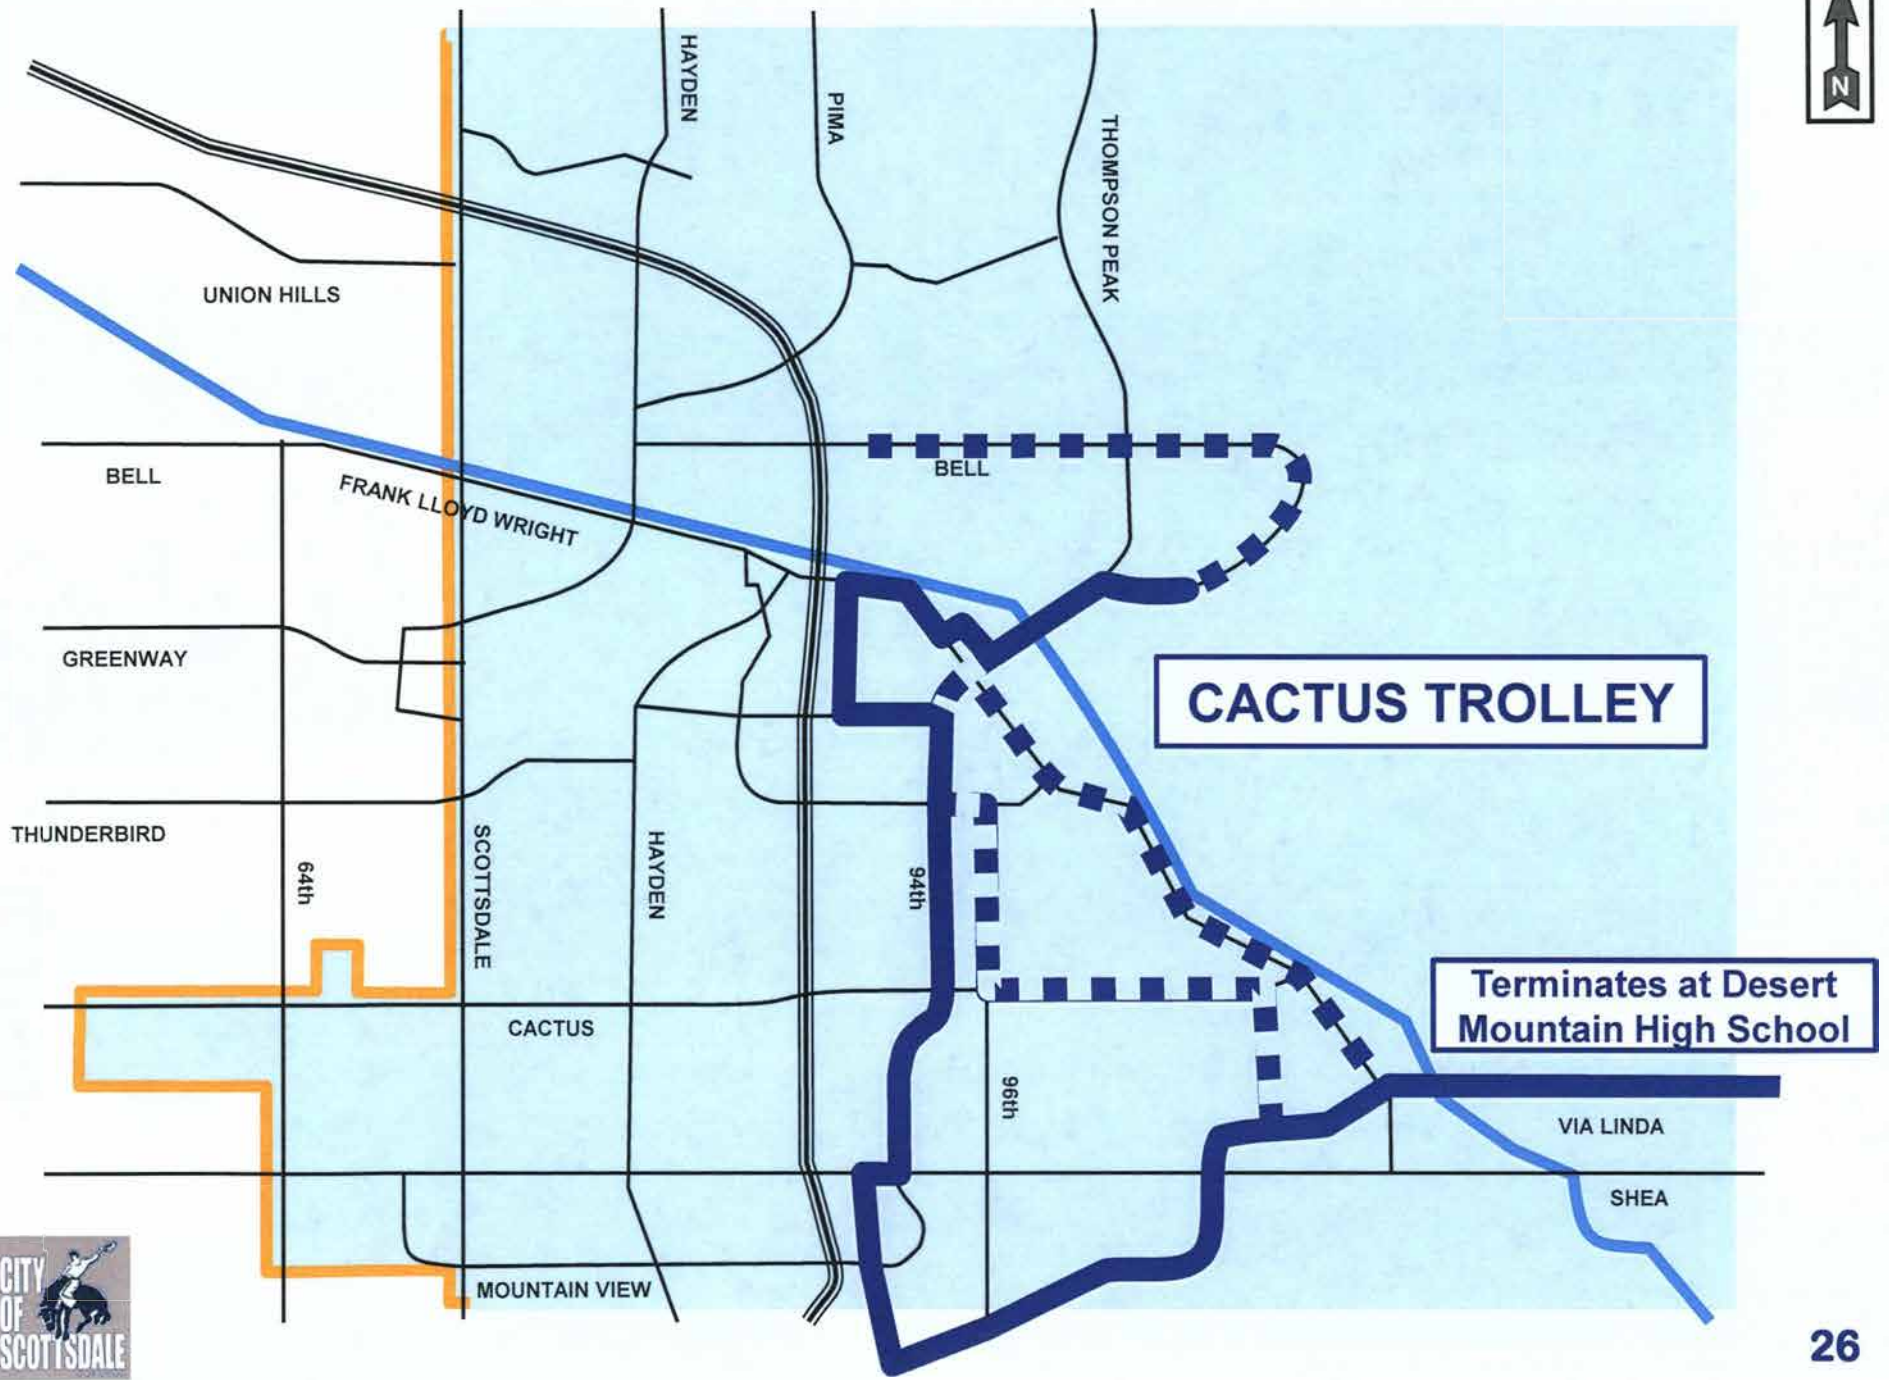 HAYDEN
PIMA
THOMPSON PEAK
N
UNION HILLS
BELL
BELL
FRANK LLOYD WRIGHT
GREENWAY
CACTUS TROLLEY
THUNDERBIRD
64th
SCOTTSDALE
HAYDEN
94th
Terminates at Desert
Mountain High School
CACTUS
96th
VIA LINDA
SHEA
MOUNTAIN VIEW
CITY
OF
SCOTTSDALE
26